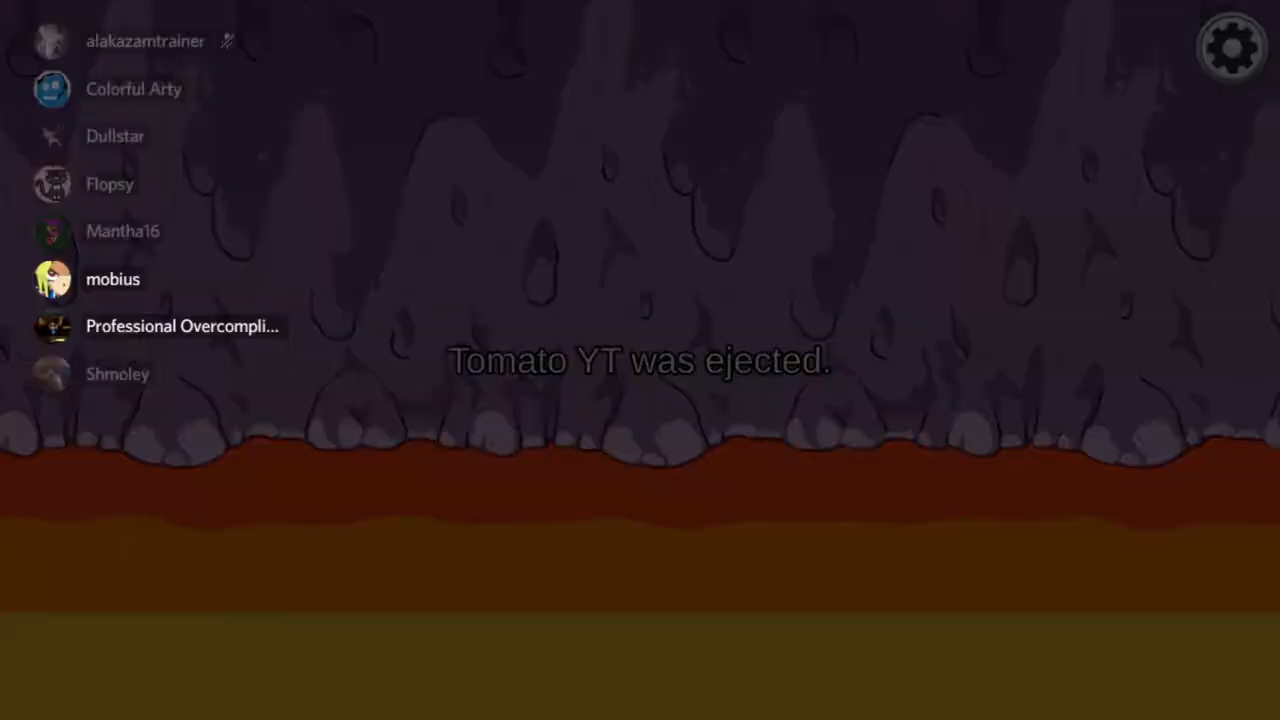 alakazamtrainer
Colorful Arty
Dullstar
Flopsy
Mantha16
mobius
Professional Overcompli...
Shmoley
Tomato YT was ejected.